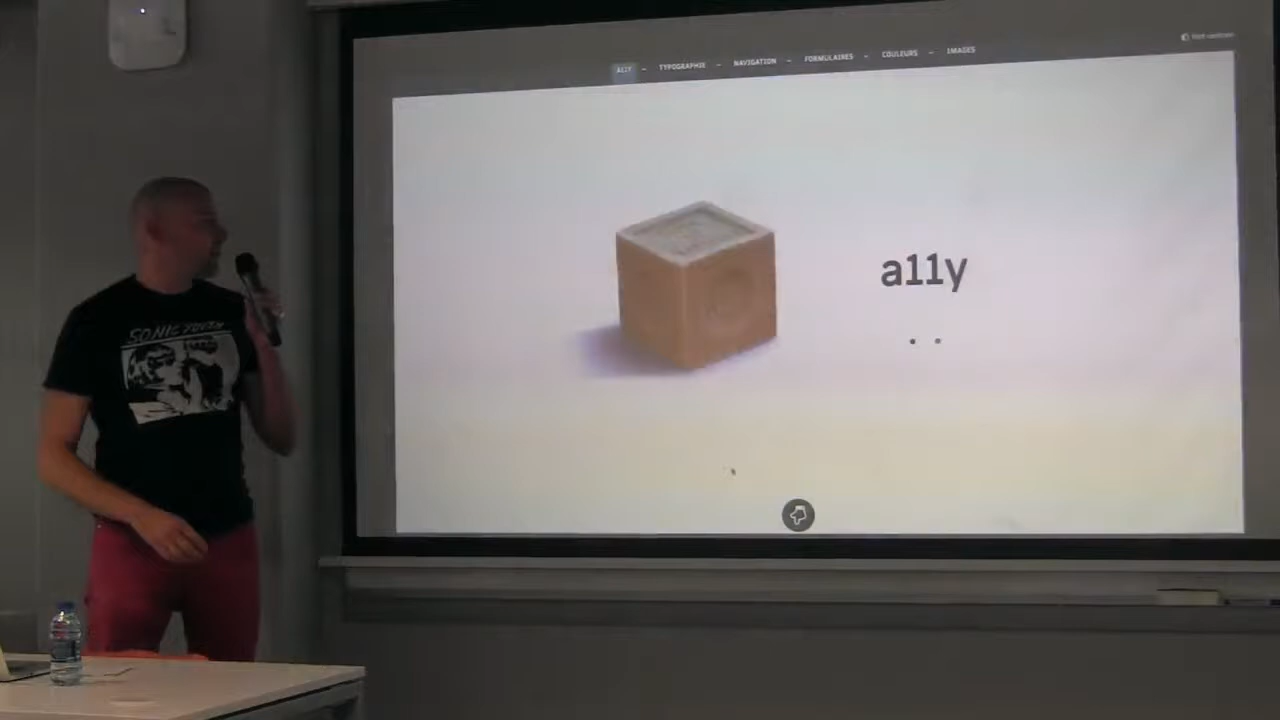 A11Y – TYPOGRAPHIE – NAVIGATION – FORMULAIRES – COULEURS – IMAGES
a11y
SONIC YOUTH